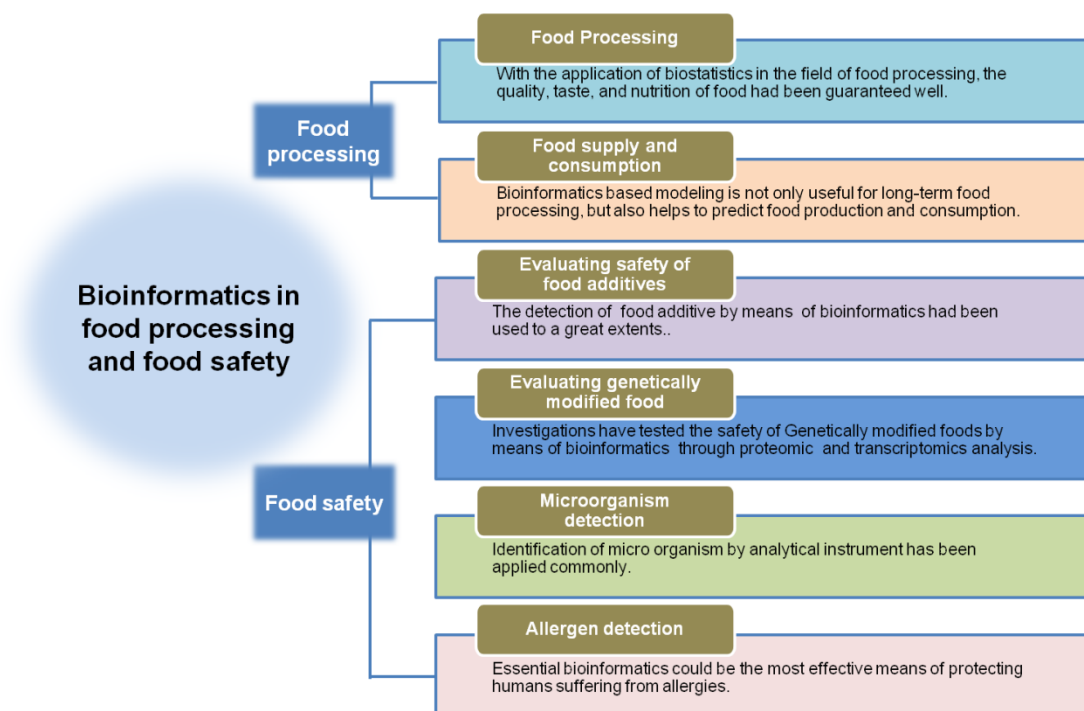 Bioinformatics in
food processing
and food safety
Food
processing
Food Processing
With the application of biostatistics in the field of food processing, the
quality, taste, and nutrition of food had been guaranteed well.
Food supply and
consumption
Bioinformatics based modeling is not only useful for long-term food
processing, but also helps to predict food production and consumption.
Food safety
Evaluating safety of
food additives
The detection of food additive by means of bioinformatics had been
used to a great extents..
Evaluating genetically
modified food
Investigations have tested the safety of Genetically modified foods by
means of bioinformatics through proteomic and transcriptomics analysis.
Microorganism
detection
Identification of micro organism by analytical instrument has been
applied commonly.
Allergen detection
Essential bioinformatics could be the most effective means of protecting
humans suffering from allergies.